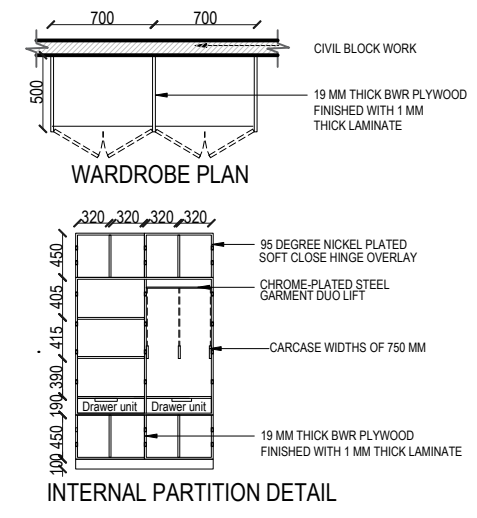 700 700
CIVIL BLOCK WORK
500
19 MM THICK BWR PLYWOOD
FINISHED WITH 1 MM
THICK LAMINATE
WARDROBE PLAN
320 320 320 320
450
95 DEGREE NICKEL PLATED
SOFT CLOSE HINGE OVERLAY
405
CHROME-PLATED STEEL
GARMENT DUO LIFT
415
CARCASE WIDTHS OF 750 MM
390
190
Drawer unit Drawer unit
450
19 MM THICK BWR PLYWOOD
FINISHED WITH 1 MM THICK LAMINATE
100
INTERNAL PARTITION DETAIL